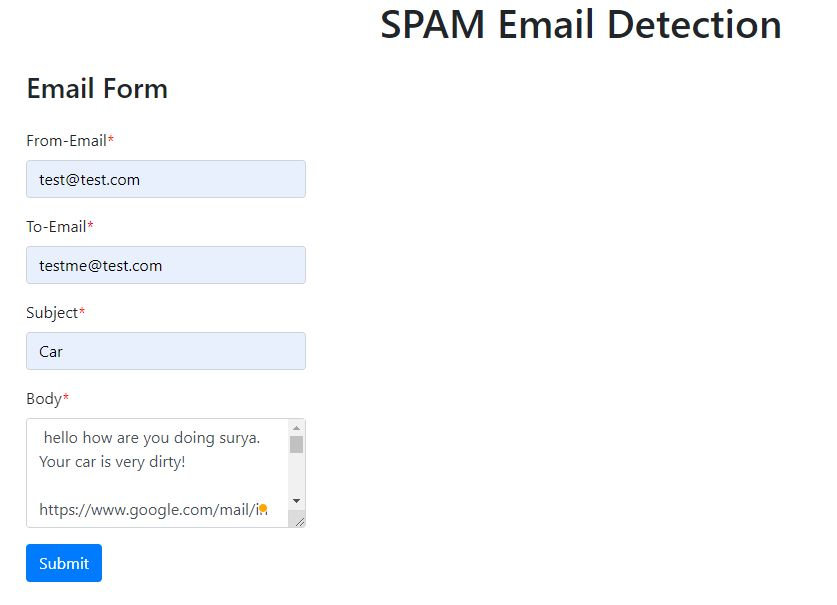 SPAM Email Detection
Email Form
From-Email*
test@test.com
To-Email*
testme@test.com
Subject*
Car
Body*
hello how are you doing surya.
Your car is very dirty!
https://www.google.com/mail/in
Submit